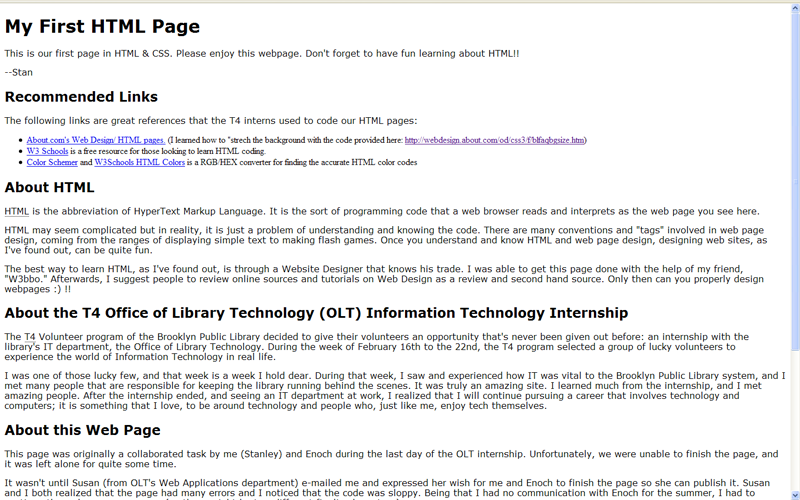 My First HTML Page
This is our first page in HTML & CSS. Please enjoy this webpage. Don't forget to have fun learning about HTML!!
--Stan
Recommended Links
The following links are great references that the T4 interns used to code our HTML pages:
About.com's Web Design/ HTML pages. (I learned how to "strech the background with the code provided here: http://webdesign.about.com/od/css3/f/blfaqbgsize.htm)
W3 Schools is a free resource for those looking to learn HTML coding.
Color Schemer and W3Schools HTML Colors is a RGB/HEX converter for finding the accurate HTML color codes
About HTML
HTML is the abbreviation of HyperText Markup Language. It is the sort of programming code that a web browser reads and interprets as the web page you see here.
HTML may seem complicated but in reality, it is just a problem of understanding and knowing the code. There are many conventions and "tags" involved in web page
design, coming from the ranges of displaying simple text to making flash games. Once you understand and know HTML and web page design, designing web sites, as
I've found out, can be quite fun.
The best way to learn HTML, as I've found out, is through a Website Designer that knows his trade. I was able to get this page done with the help of my friend,
"W3bbo." Afterwards, I suggest people to review online sources and tutorials on Web Design as a review and second hand source. Only then can you properly design
webpages :) !!
About the T4 Office of Library Technology (OLT) Information Technology Internship
The T4 Volunteer program of the Brooklyn Public Library decided to give their volunteers an opportunity that's never been given out before: an internship with the
library's IT department, the Office of Library Technology. During the week of February 16th to the 22nd, the T4 program selected a group of lucky volunteers to
experience the world of Information Technology in real life.
I was one of those lucky few, and that week is a week I hold dear. During that week, I saw and experienced how IT was vital to the Brooklyn Public Library system, and I
met many people that are responsible for keeping the library running behind the scenes. It was truly an amazing site. I learned much from the internship, and I met
amazing people. After the internship ended, and seeing an IT department at work, I realized that I will continue pursuing a career that involves technology and
computers; it is something that I love, to be around technology and people who, just like me, enjoy tech themselves.
About this Web Page
This page was originally a collaborated task by me (Stanley) and Enoch during the last day of the OLT internship. Unfortunately, we were unable to finish the page, and
it was left alone for quite some time.
It wasn't until Susan (from OLT's Web Applications department) e-mailed me and expressed her wish for me and Enoch to finish the page so she can publish it. Susan
and I both realized that the page had many errors and I noticed that the code was sloppy. Being that I had no communication with Enoch for the summer, I had to